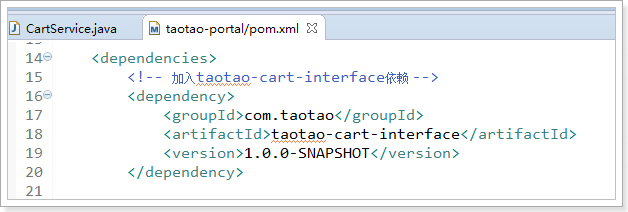 CartService.java taotao-portal/pom.xml
14 <dependencies>
15 <!-- 加入taotao-cart-interface依赖 -->
16 <dependency>
17 <groupId>com.taotao</groupId>
18 <artifactId>taotao-cart-interface</artifactId>
19 <version>1.0.0-SNAPSHOT</version>
20 </dependency>
21